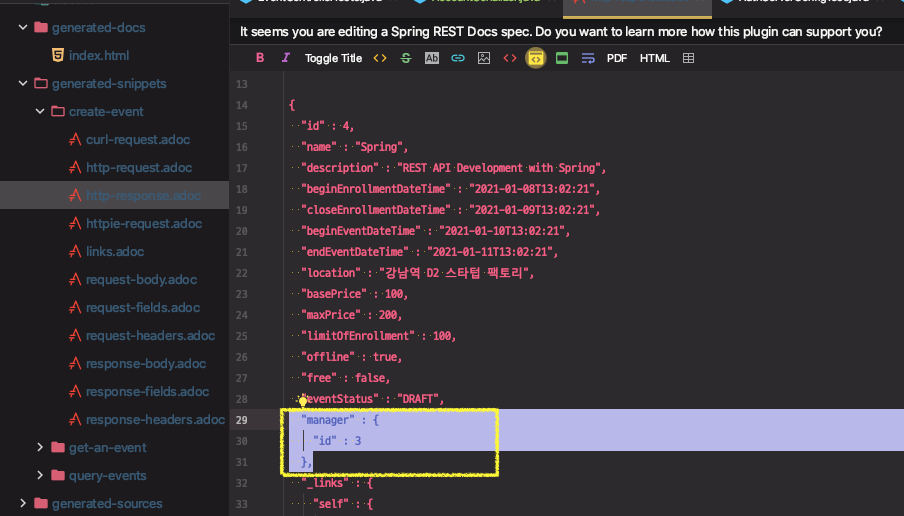 It seems you are editing a Spring REST Docs spec. Do you want to learn more how this plugin can support you?
B I Toggle Title <> S Ab <> PDF HTML
generated-docs
index.html
generated-snippets
create-event
curl-request.adoc
http-request.adoc
http-response.adoc
httpie-request.adoc
links.adoc
request-body.adoc
request-fields.adoc
request-headers.adoc
response-body.adoc
response-fields.adoc
response-headers.adoc
get-an-event
query-events
generated-sources
13
14 {
15 "id" : 4,
16 "name" : "Spring",
17 "description" : "REST API Development with Spring",
18 "beginEnrollmentDateTime" : "2021-01-08T13:02:21",
19 "closeEnrollmentDateTime" : "2021-01-09T13:02:21",
20 "beginEventDateTime" : "2021-01-10T13:02:21",
21 "endEventDateTime" : "2021-01-11T13:02:21",
22 "location" : "강남역 D2 스타텁 팩토리",
23 "basePrice" : 100,
24 "maxPrice" : 200,
25 "limitOfEnrollment" : 100,
26 "offline" : true,
27 "free" : false,
28 "eventStatus" : "DRAFT",
29 "manager" : {
30 "id" : 3
31 },
32 "_links" : {
33 "self" : {